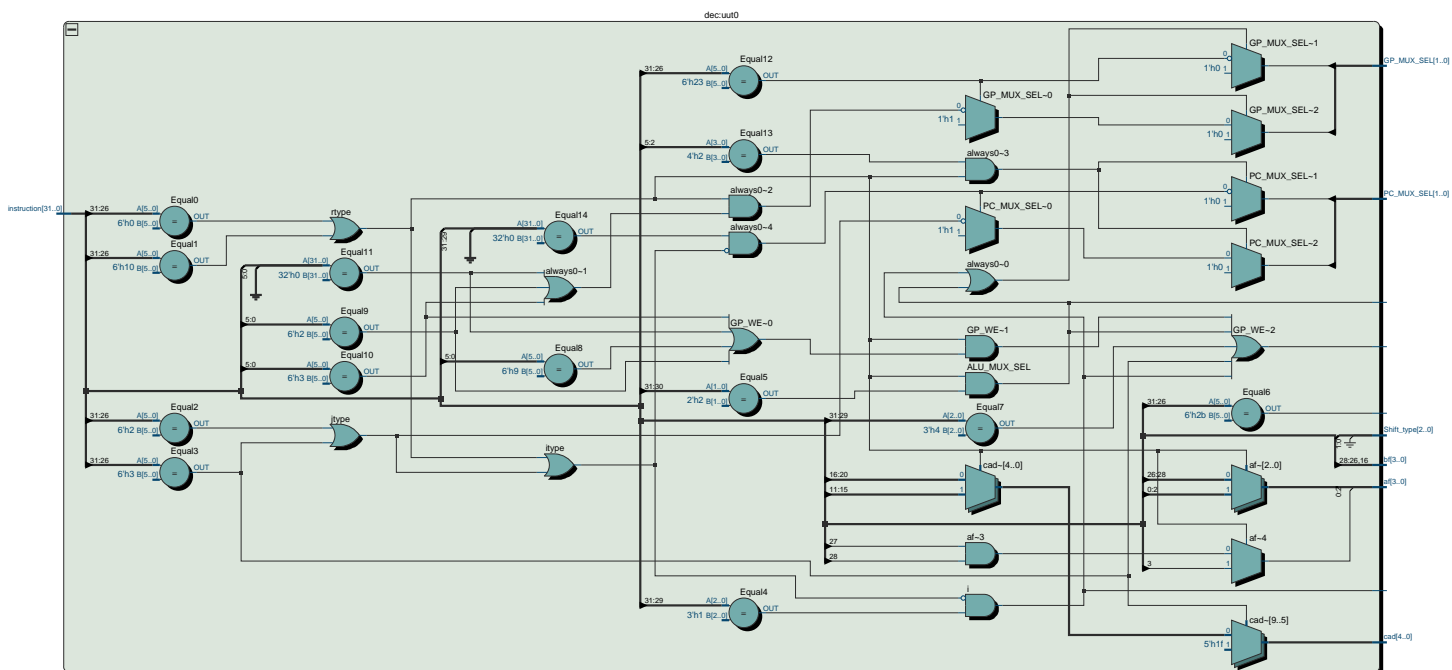 dec:uut0
instruction[31..0]
31:26
A[5..0]
6'h0 B[5..0]
Equal0
=
OUT
31:26
A[5..0]
6'h10 B[5..0]
Equal1
=
OUT
31:26
A[5..0]
6'h2 B[5..0]
Equal2
=
OUT
31:26
A[5..0]
6'h3 B[5..0]
Equal3
=
OUT
rtype
5:0
A[31..0]
32'h0 B[31..0]
Equal11
=
OUT
5:0
A[5..0]
6'h2 B[5..0]
Equal9
=
OUT
5:0
A[5..0]
6'h3 B[5..0]
Equal10
=
OUT
jtype
31:29
A[31..0]
32'h0 B[31..0]
Equal14
=
OUT
always0~1
5:0
A[5..0]
6'h9 B[5..0]
Equal8
=
OUT
itype
31:26
A[5..0]
6'h23 B[5..0]
Equal12
=
OUT
5:2
A[3..0]
4'h2 B[3..0]
Equal13
=
OUT
always0~2
always0~4
GP_WE~0
31:30
A[1..0]
2'h2 B[1..0]
Equal5
=
OUT
31:29
A[2..0]
3'h1 B[2..0]
Equal4
=
OUT
GP_MUX_SEL~0
0
1'h1 1
always0~3
PC_MUX_SEL~0
0
1'h1 1
always0~0
GP_WE~1
ALU_MUX_SEL
31:29
A[2..0]
3'h4 B[2..0]
Equal7
=
OUT
cad~[4..0]
16:20
0
11:15
1
af~3
27
28
i
GP_MUX_SEL~1
0
1'h0 1
GP_MUX_SEL~2
0
1'h0 1
PC_MUX_SEL~1
0
1'h0 1
PC_MUX_SEL~2
0
1'h0 1
GP_WE~2
31:26
A[5..0]
6'h2b B[5..0]
Equal6
=
OUT
1:0
28:26,16
af~[2..0]
26:28
0
0:2
1
0:2
af~4
0
3
1
cad~[9..5]
0
5'h1f 1
GP_MUX_SEL[1..0]
PC_MUX_SEL[1..0]
Shift_type[2..0]
bf[3..0]
af[3..0]
cad[4..0]